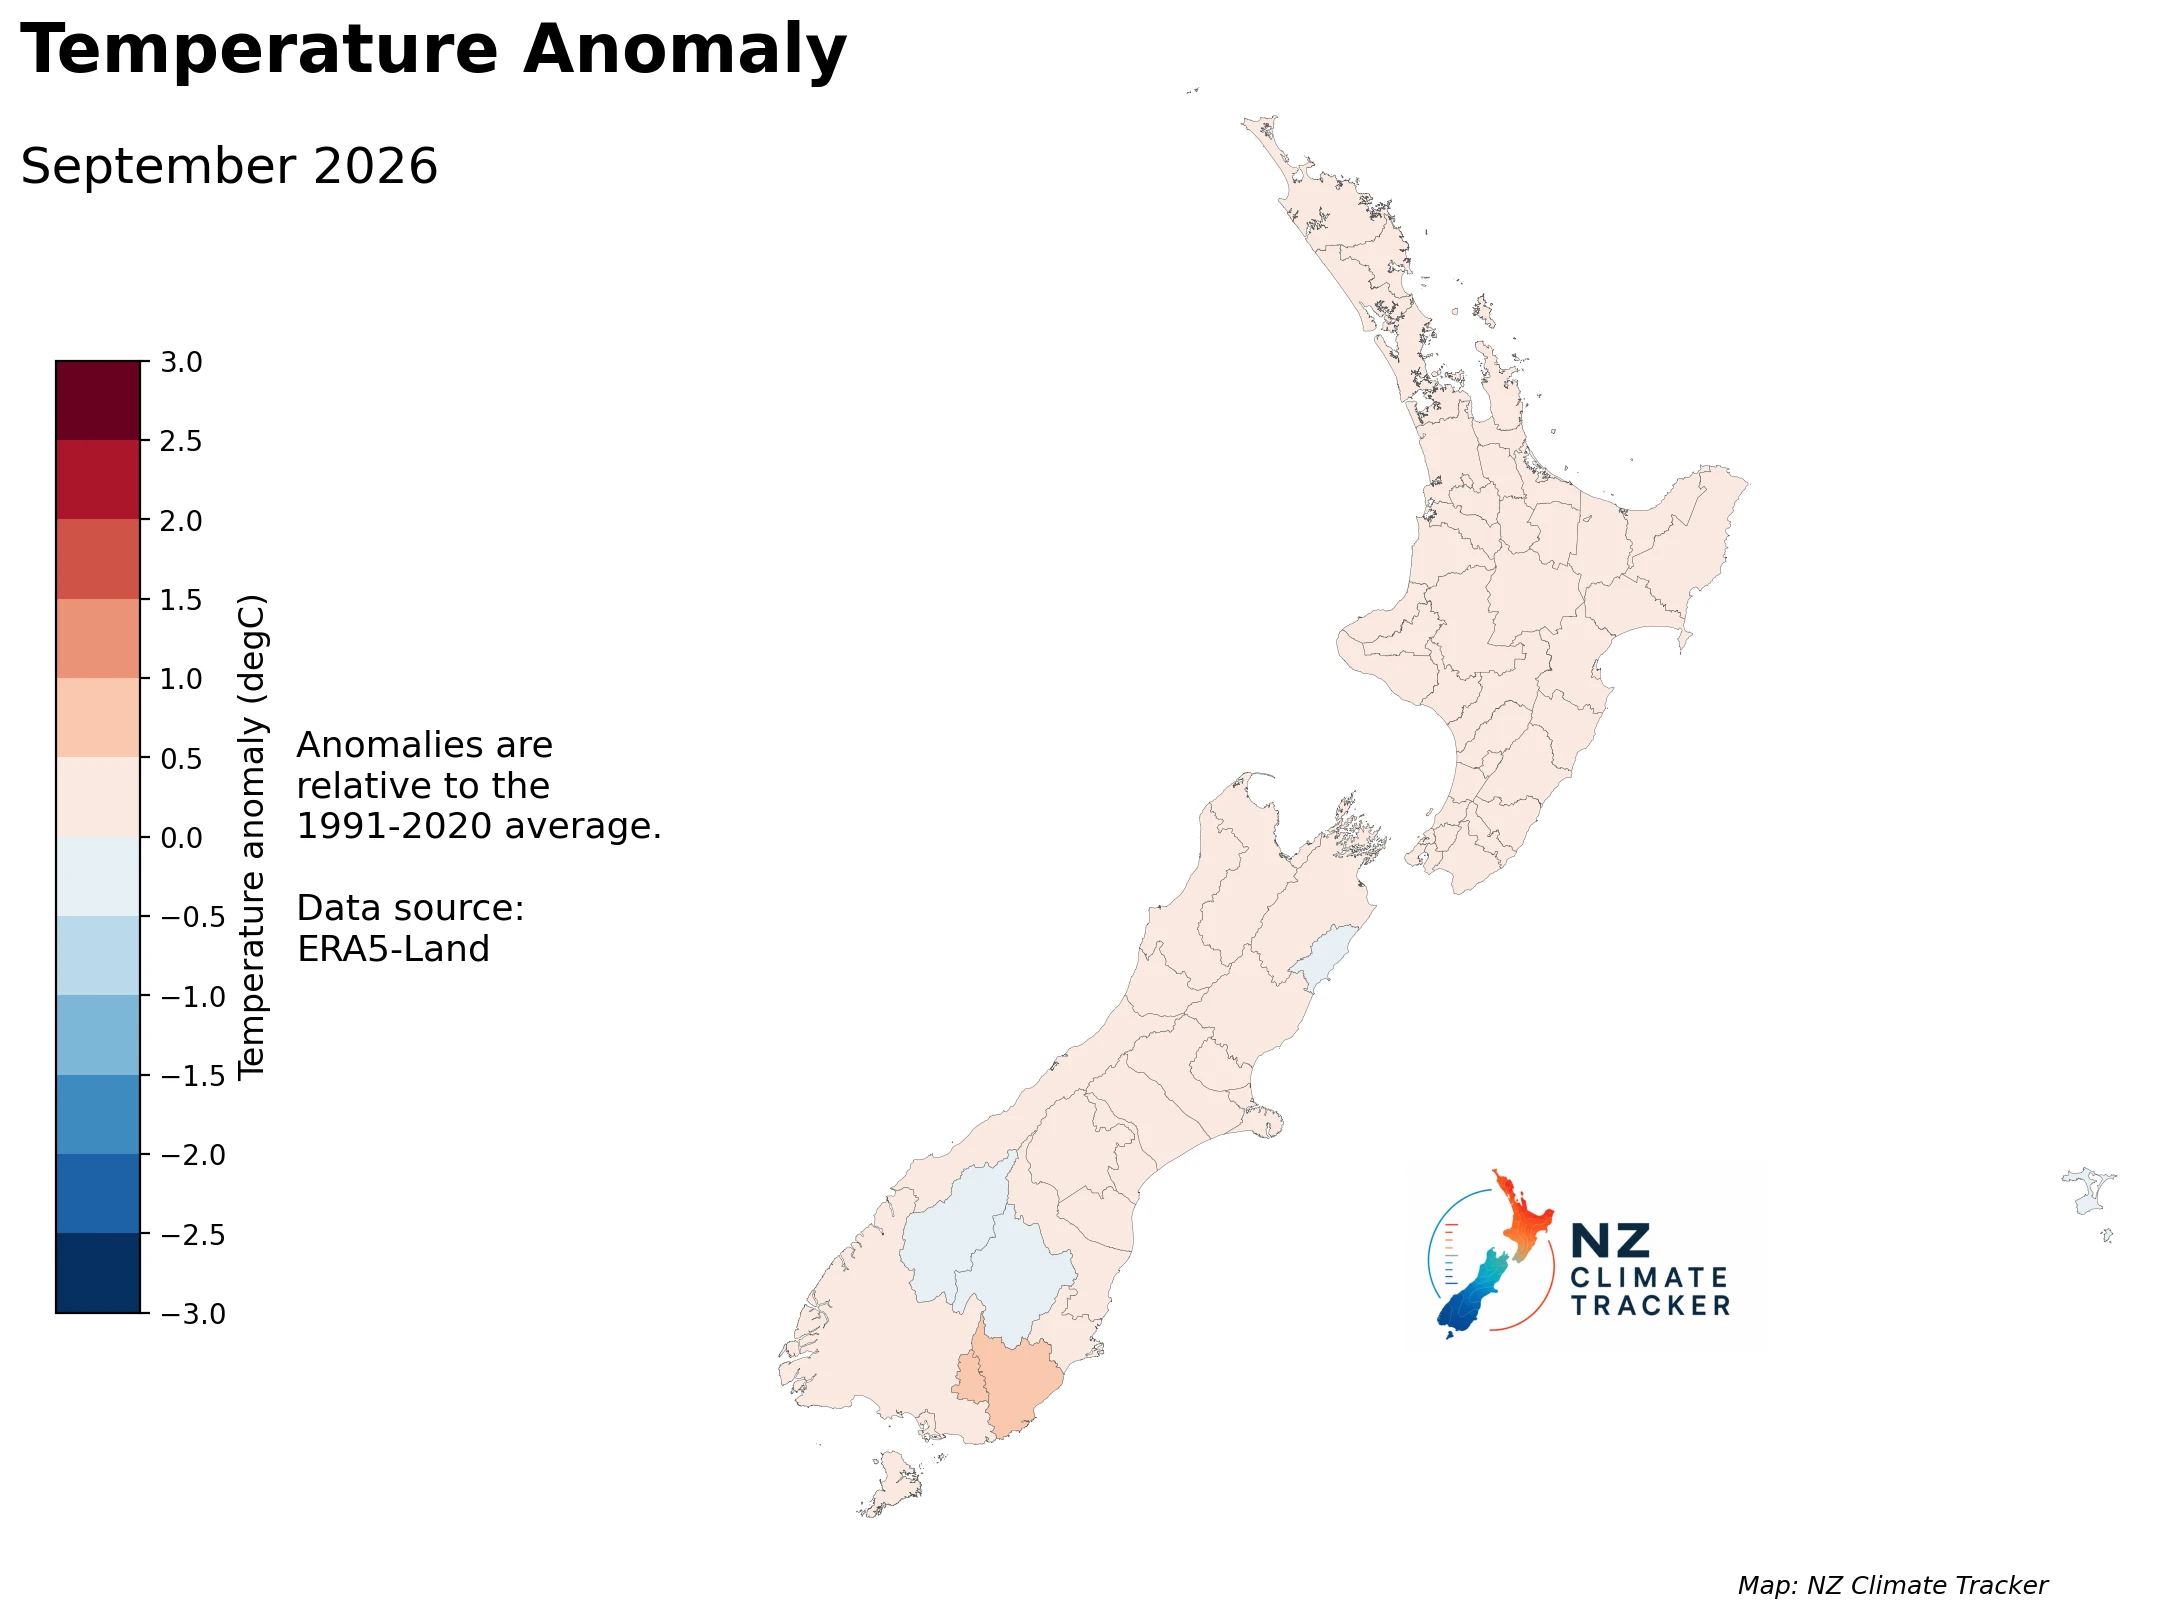 Temperature Anomaly
September 2026
3.0
2.5
2.0
1.5
1.0
0.5
0.0
−0.5
−1.0
−1.5
−2.0
−2.5
−3.0
Temperature anomaly (degC)
Anomalies are
relative to the
1991-2020 average.
Data source:
ERA5-Land
NZ
CLIMATE
TRACKER
Map: NZ Climate Tracker